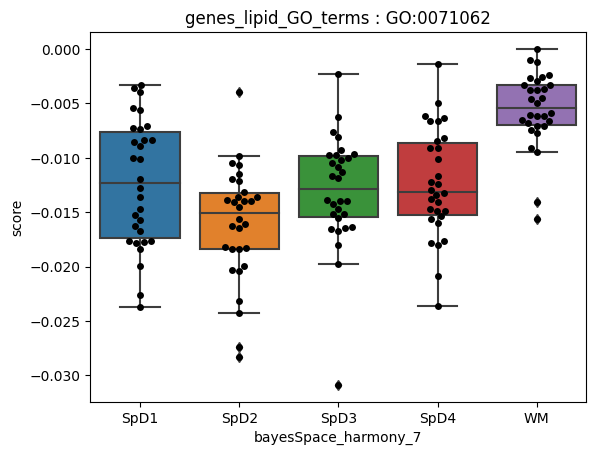 genes_lipid_GO_terms : GO:0071062
0.000
−0.005
−0.010
−0.015
−0.020
−0.025
−0.030
score
SpD1 SpD2 SpD3 SpD4 WM
bayesSpace_harmony_7